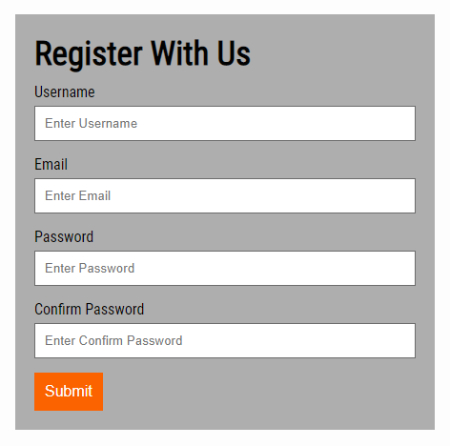 Register With Us
Username
Enter Username
Email
Enter Email
Password
Enter Password
Confirm Password
Enter Confirm Password
Submit